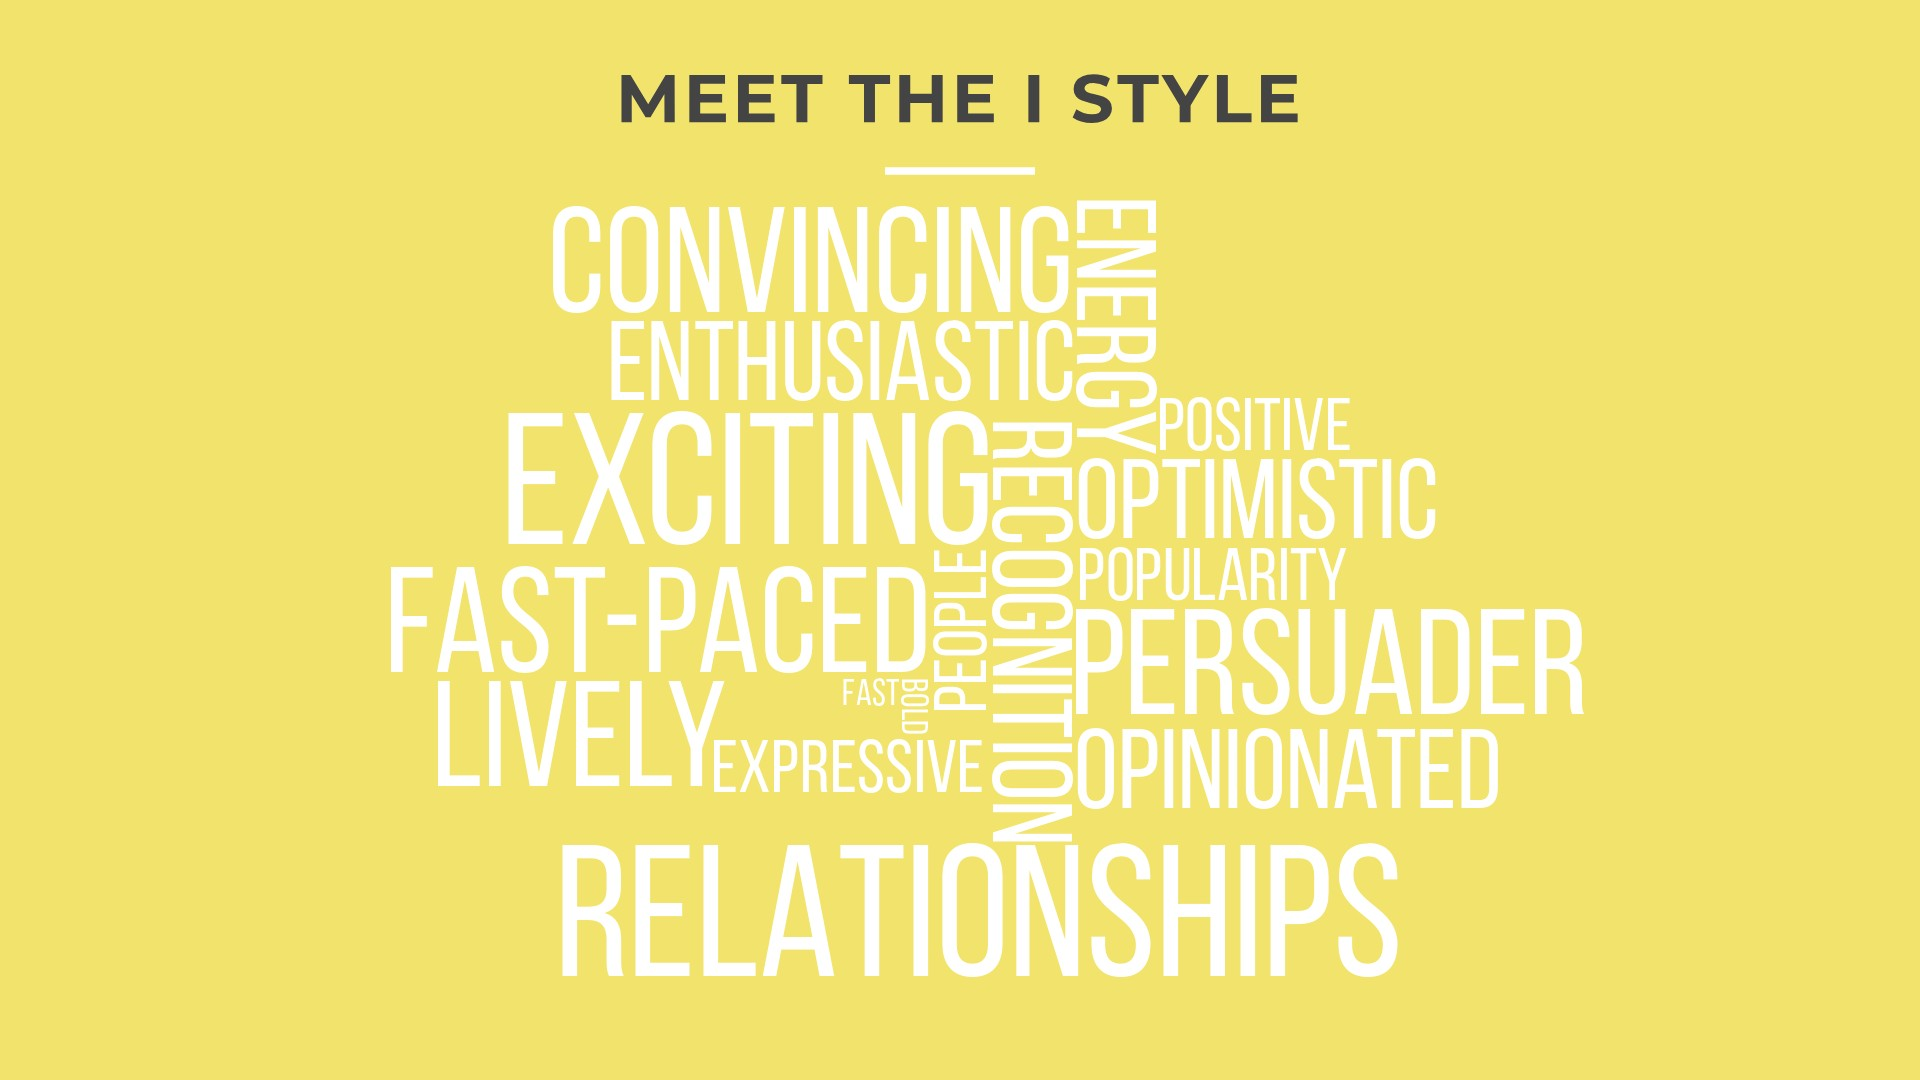 MEET THE I STYLE
CONVINCING
ENERGY
ENTHUSIASTIC
EXCITING
RECOGNITION
POSITIVE
OPTIMISTIC
POPULARITY
FAST-PACED
PEOPLE
PERSUADER
LIVELY
FAST
BOLD
EXPRESSIVE
OPINIONATED
RELATIONSHIPS